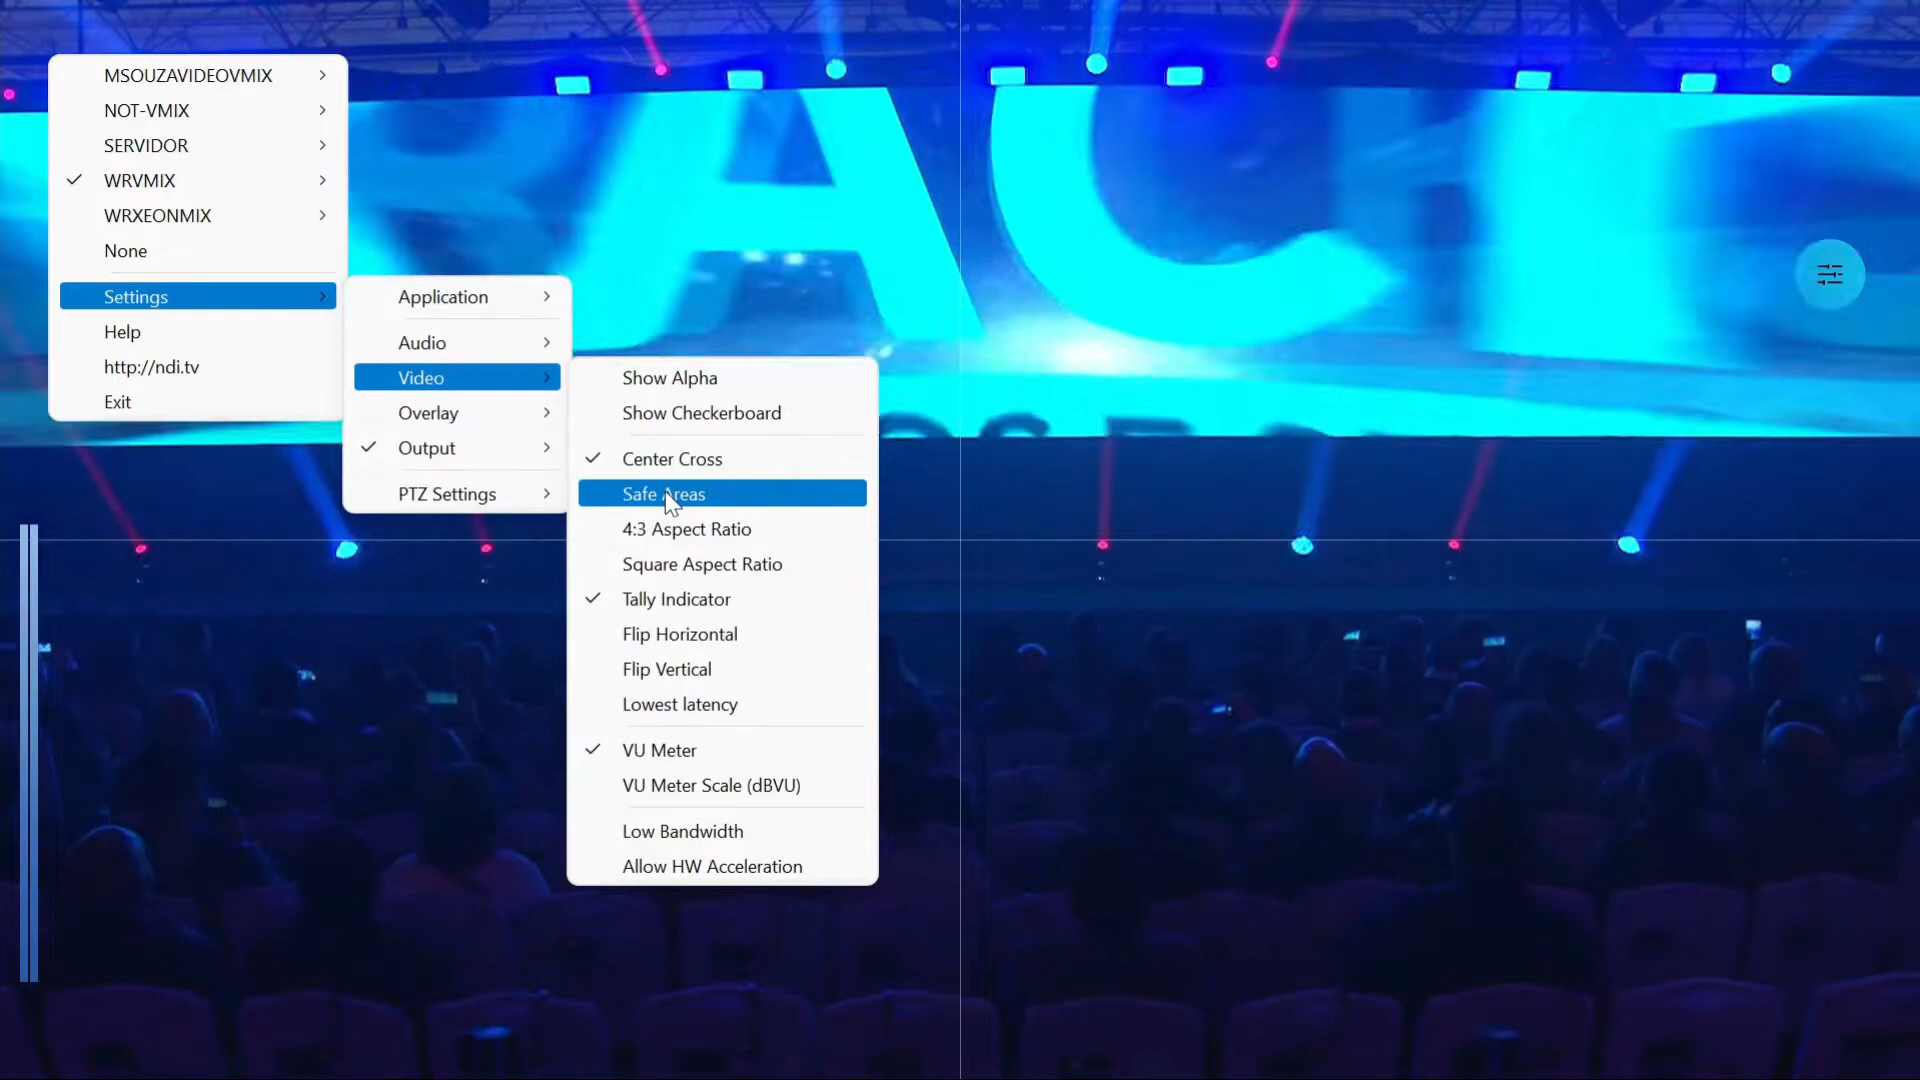 MSOUZAVIDEOVMIX
NOT-VMIX
SERVIDOR
WRVMIX
WRXEONMIX
None
Settings
Help
http://ndi.tv
Exit
Application
Audio
Video
Overlay
Output
PTZ Settings
Show Alpha
Show Checkerboard
Center Cross
Safe Areas
4:3 Aspect Ratio
Square Aspect Ratio
Tally Indicator
Flip Horizontal
Flip Vertical
Lowest latency
VU Meter
VU Meter Scale (dBVU)
Low Bandwidth
Allow HW Acceleration